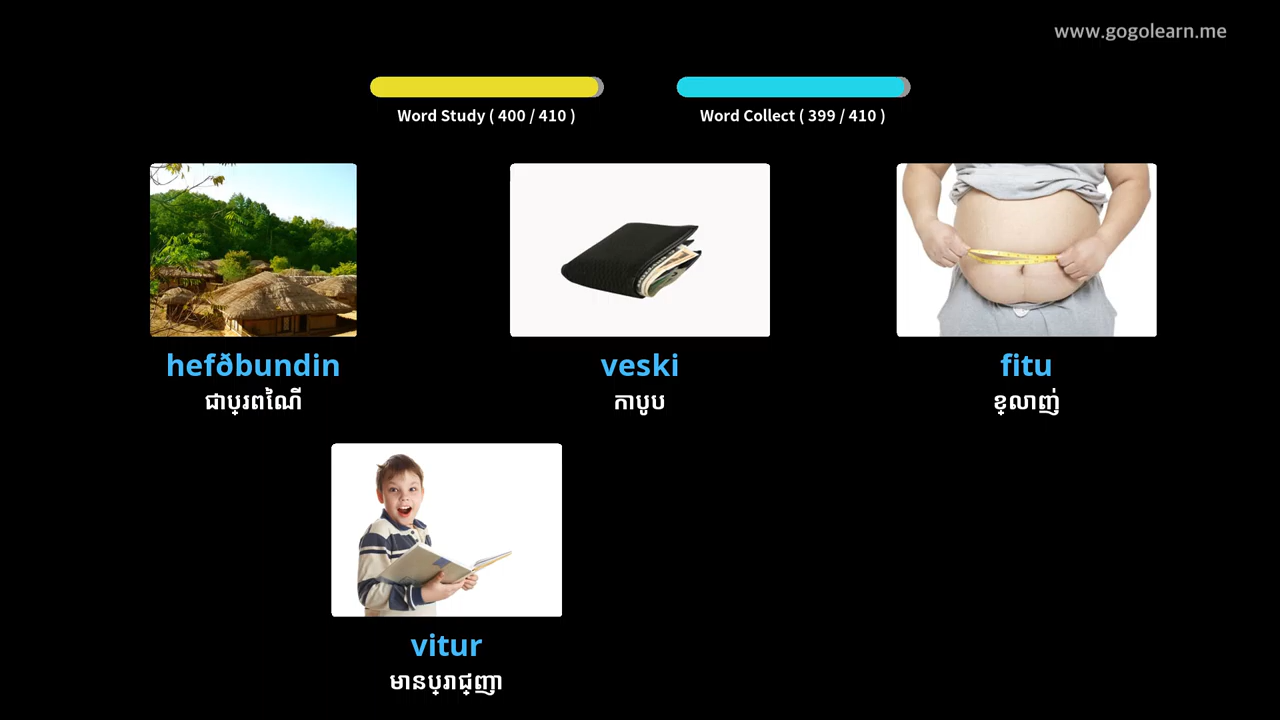 www.gogolearn.me
Word Study ( 400 / 410 )
Word Collect ( 399 / 410 )
hefðbundin
ជាប្រពៃណី
veski
កាបូប
fitu
ខ្លាញ់
vitur
មានប្រាជ្ញា